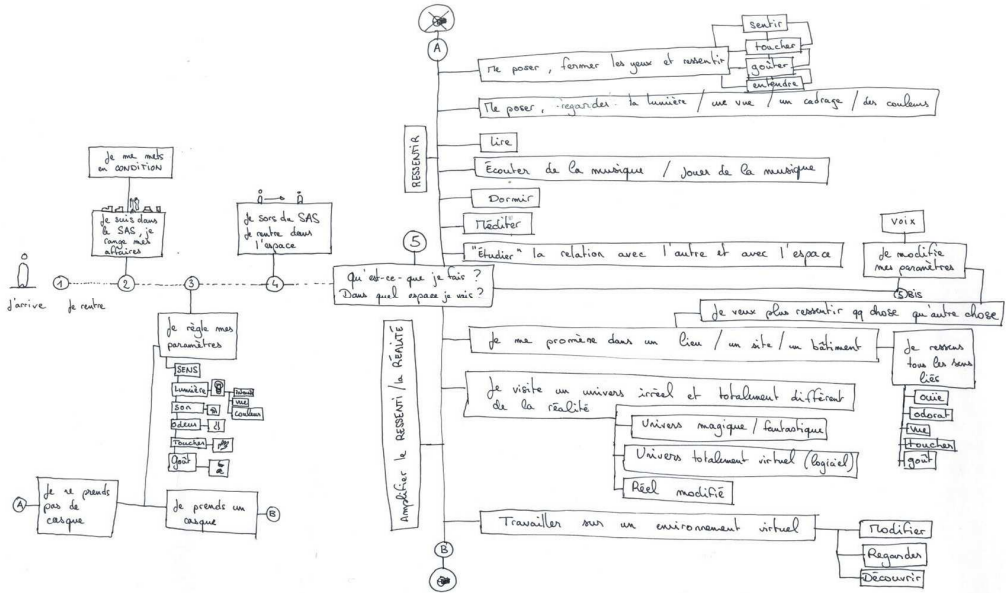 A
sentir
toucher
goûter
entendre
Me poser, fermer les yeux et ressentir
Me poser, regarder la lumière / une vue / un cadrage / des couleurs
RESSENTIR
Lire
Écouter de la musique / Jouer de la musique
Dormir
Méditer
"Étudier" la relation avec l'autre et avec l'espace
Je me mets
en CONDITION
Je suis dans
le SAS, je
range mes
affaires
Je sors de SAS
Je rentre dans
l'espace
5
Qu'est-ce-que je fais ?
Dans quel espace je vais ?
voix
Je modifie
mes paramètres
5 bis
Je veux plus ressentir qq chose qu'autre chose
j'arrive
1
Je rentre
2
3
4
Je règle mes
paramètres
SENS
Lumière
vue
couleur
son
odeur
Toucher
Goût
A
Je ne prends
pas de
casque
Je prends un
casque
B
Amplifier le RESSENTI / la RÉALITÉ
Je me promène dans un lieu / un site / un bâtiment
Je ressens
tous les sens
liés
ouïe
odorat
vue
toucher
goût
Je visite un univers irréel et totalement différent
de la réalité
Univers magique / fantastique
Univers totalement virtuel (logiciel)
Réel modifié
Travailler sur un environnement virtuel
Modifier
Regarder
Découvrir
B